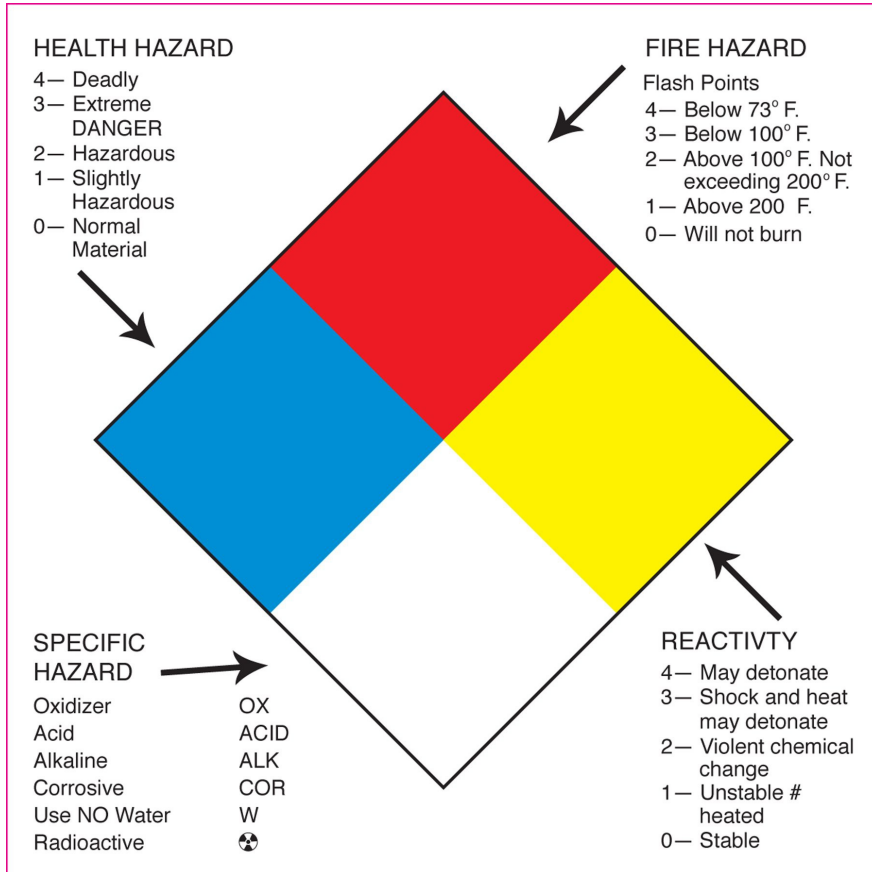 HEALTH HAZARD
4— Deadly
3— Extreme
DANGER
2— Hazardous
1— Slightly
Hazardous
0— Normal
Material
FIRE HAZARD
Flash Points
4— Below 73° F.
3— Below 100° F.
2— Above 100° F. Not
exceeding 200° F.
1— Above 200 F.
0— Will not burn
SPECIFIC
HAZARD
Oxidizer OX
Acid ACID
Alkaline ALK
Corrosive COR
Use NO Water W
Radioactive ☢
REACTIVTY
4— May detonate
3— Shock and heat
may detonate
2— Violent chemical
change
1— Unstable #
heated
0— Stable